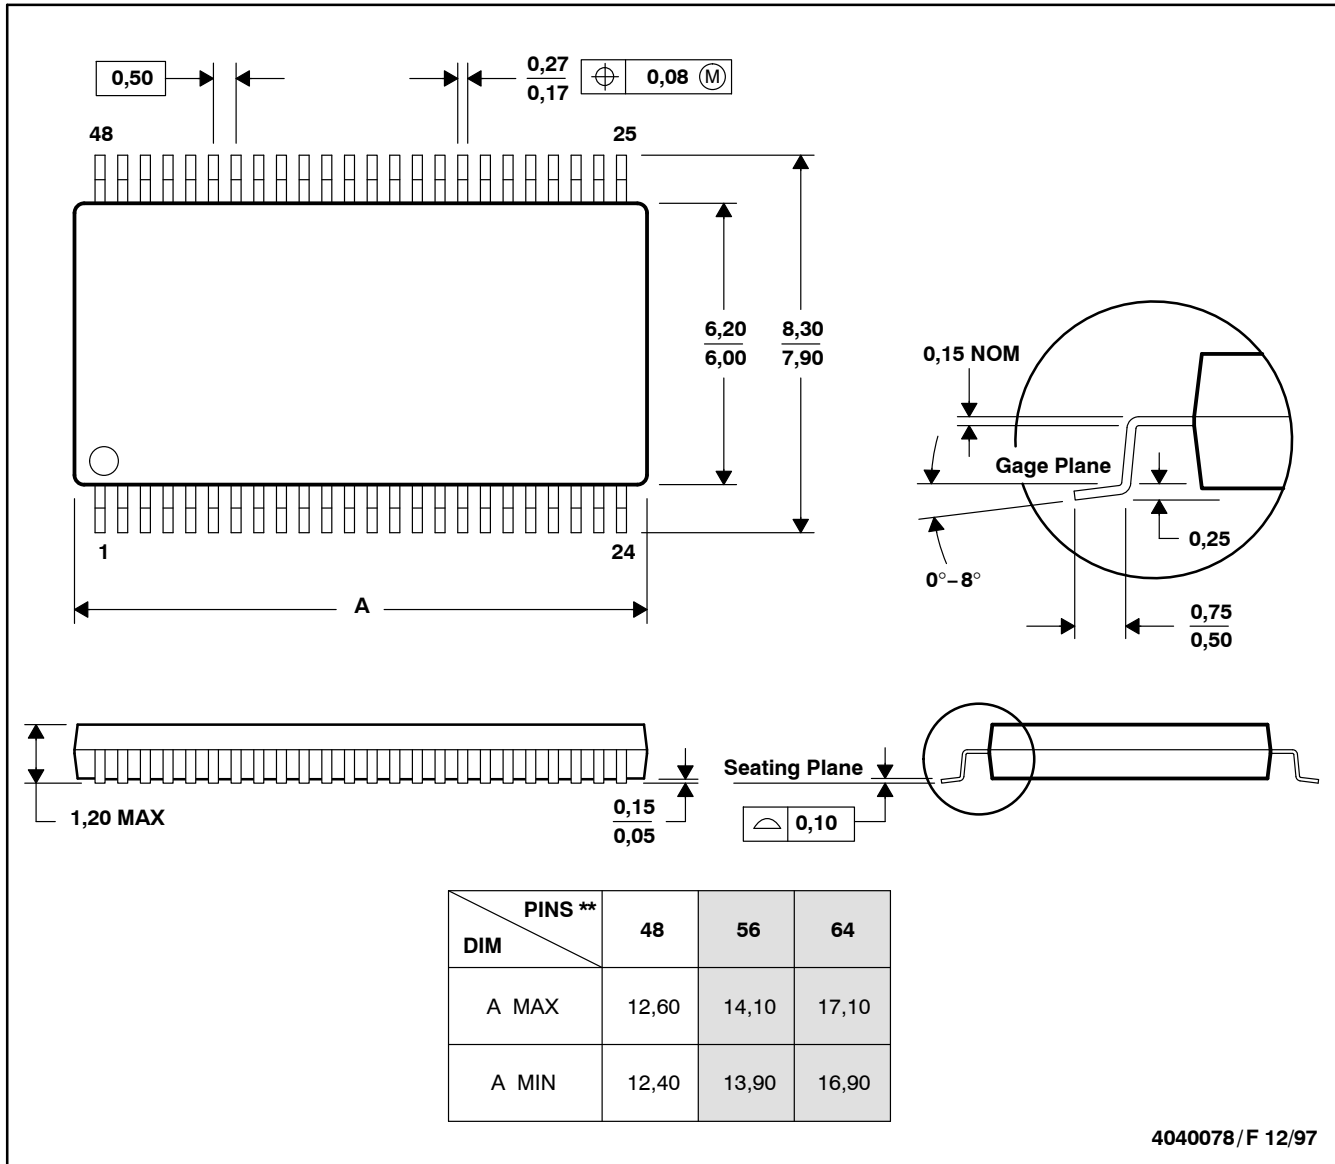 0,50
0,27
0,17
0,08 Ⓜ
48
25
6,20
6,00
8,30
7,90
1
24
A
0,15 NOM
Gage Plane
0,25
0°–8°
0,75
0,50
1,20 MAX
0,15
0,05
Seating Plane
0,10
PINS **
DIM
48 56 64
A MAX 12,60 14,10 17,10
A MIN 12,40 13,90 16,90
4040078/F 12/97